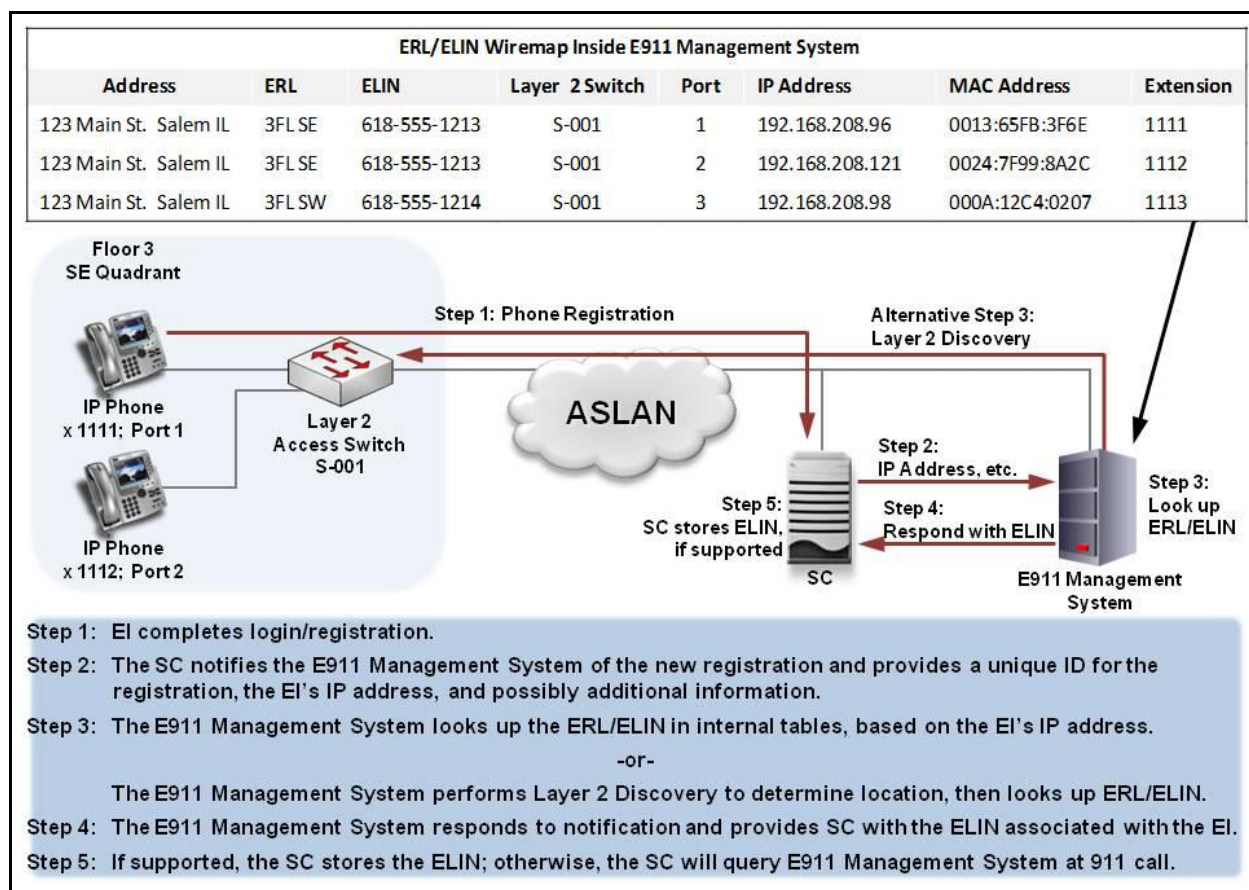 ERL/ELIN Wiremap Inside E911 Management System
Address ERL ELIN Layer 2 Switch Port IP Address MAC Address Extension
123 Main St. Salem IL 3FL SE 618-555-1213 S-001 1 192.168.208.96 0013:65FB:3F6E 1111
123 Main St. Salem IL 3FL SE 618-555-1213 S-001 2 192.168.208.121 0024:7F99:8A2C 1112
123 Main St. Salem IL 3FL SW 618-555-1214 S-001 3 192.168.208.98 000A:12C4:0207 1113
Floor 3
SE Quadrant
IP Phone
x 1111; Port 1
IP Phone
x 1112; Port 2
Layer 2
Access Switch
S-001
Step 1: Phone Registration
Alternative Step 3:
Layer 2 Discovery
ASLAN
Step 2:
IP Address, etc.
Step 4:
Respond with ELIN
Step 5:
SC stores ELIN,
if supported
SC
Step 3:
Look up
ERL/ELIN
E911 Management
System
Step 1: EI completes login/registration.
Step 2: The SC notifies the E911 Management System of the new registration and provides a unique ID for the
registration, the EI's IP address, and possibly additional information.
Step 3: The E911 Management System looks up the ERL/ELIN in internal tables, based on the EI's IP address.
-or-
The E911 Management System performs Layer 2 Discovery to determine location, then looks up ERL/ELIN.
Step 4: The E911 Management System responds to notification and provides SC with the ELIN associated with the EI.
Step 5: If supported, the SC stores the ELIN; otherwise, the SC will query E911 Management System at 911 call.